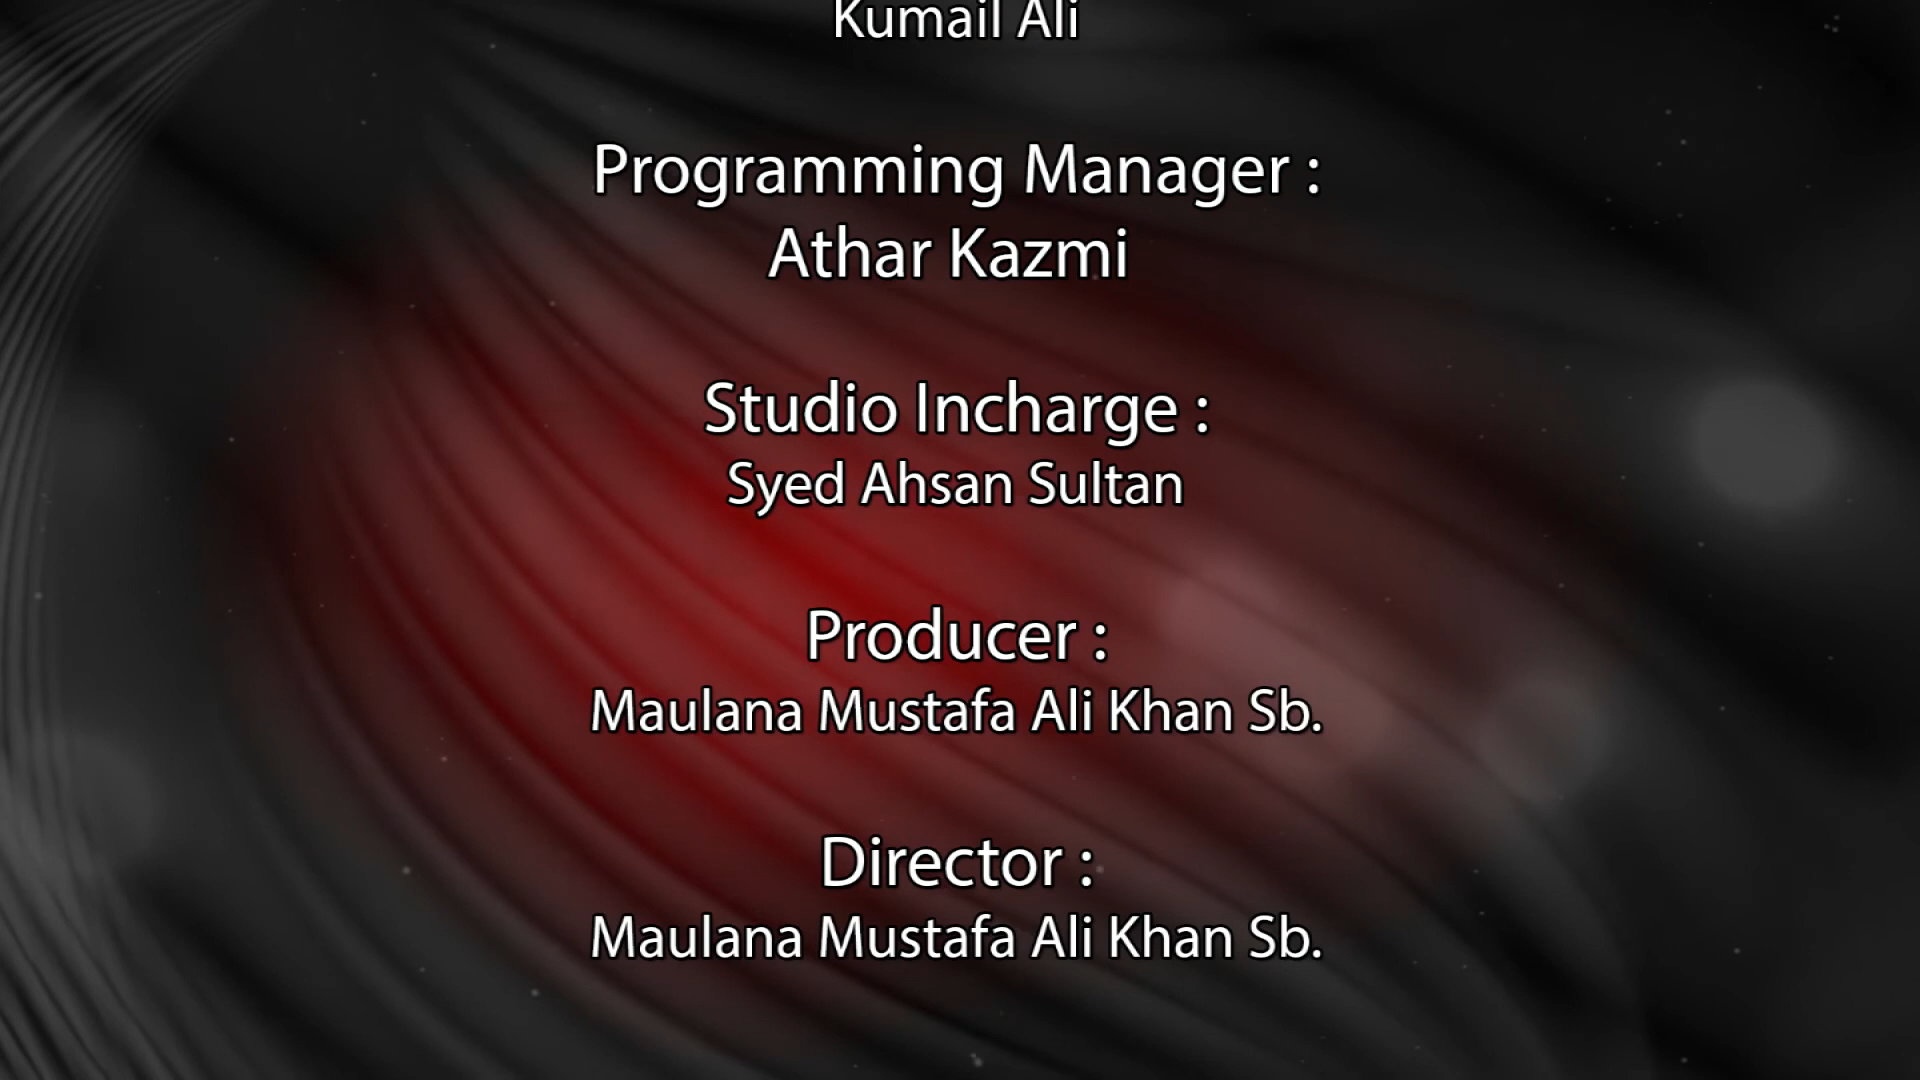 Kumail Ali
Programming Manager :
Athar Kazmi
Studio Incharge :
Syed Ahsan Sultan
Producer :
Maulana Mustafa Ali Khan Sb.
Director :
Maulana Mustafa Ali Khan Sb.